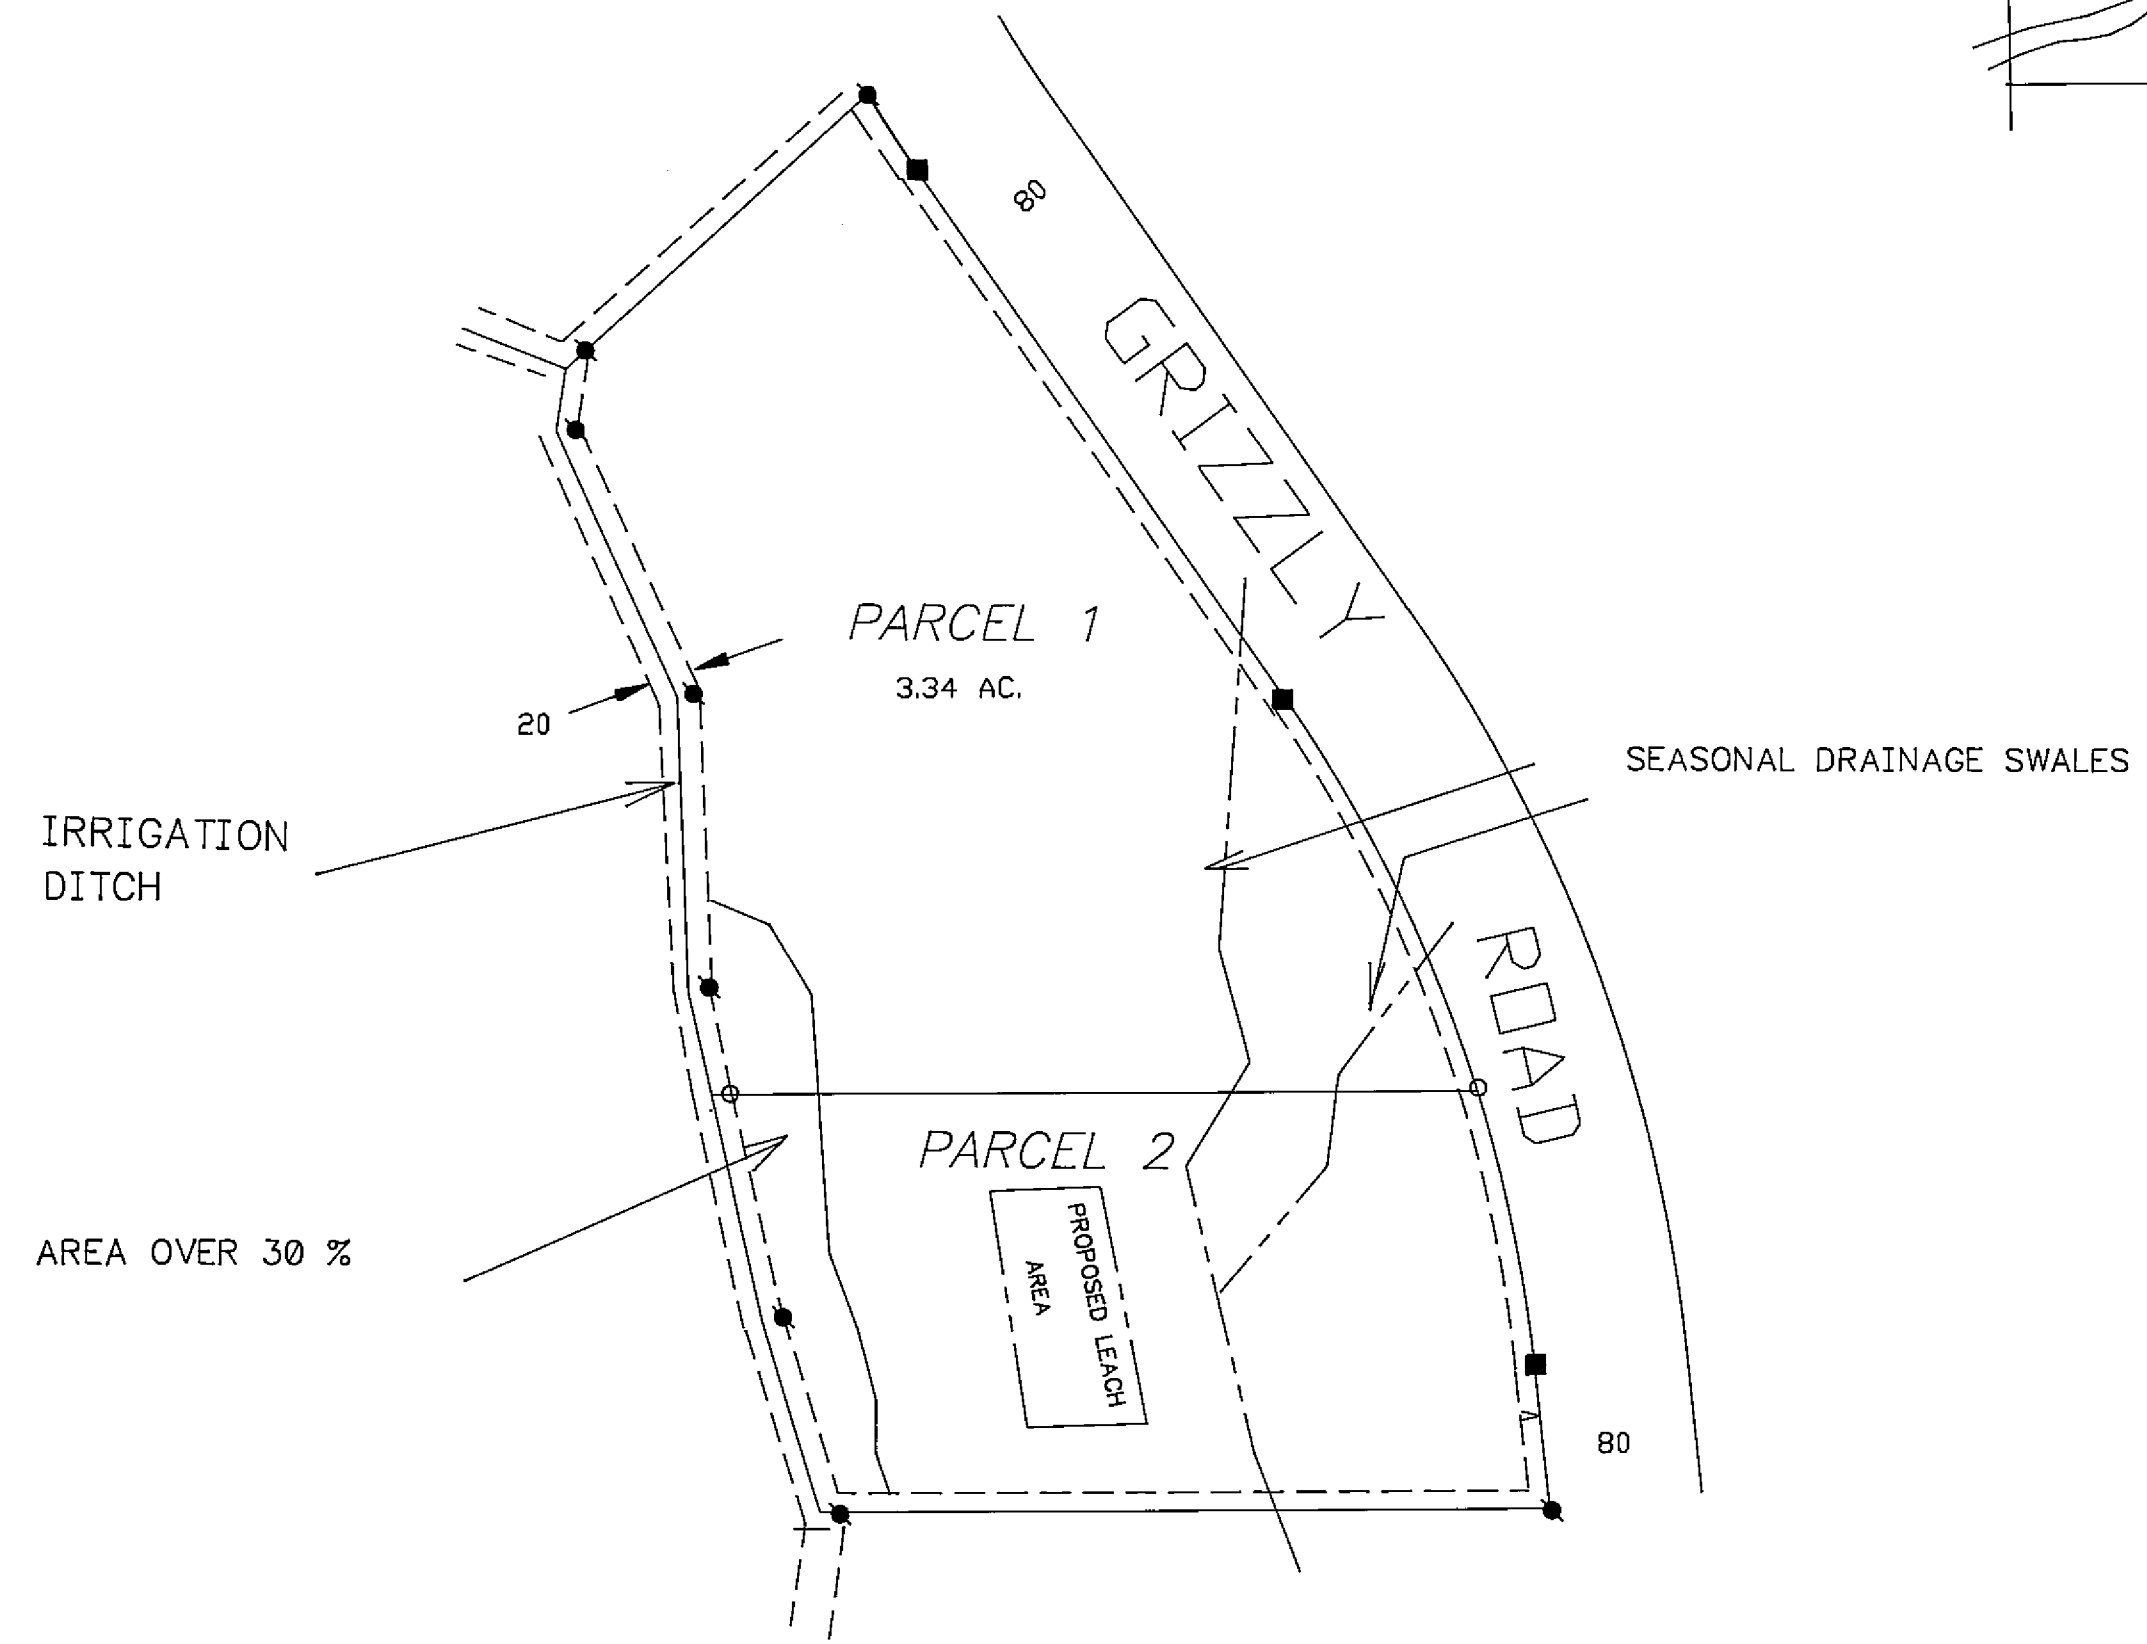 80
GRIZZLY
PARCEL 1
3.34 AC.
20
SEASONAL DRAINAGE SWALES
IRRIGATION
DITCH
ROAD
PARCEL 2
PROPOSED LEACH
AREA
AREA OVER 30 %
80